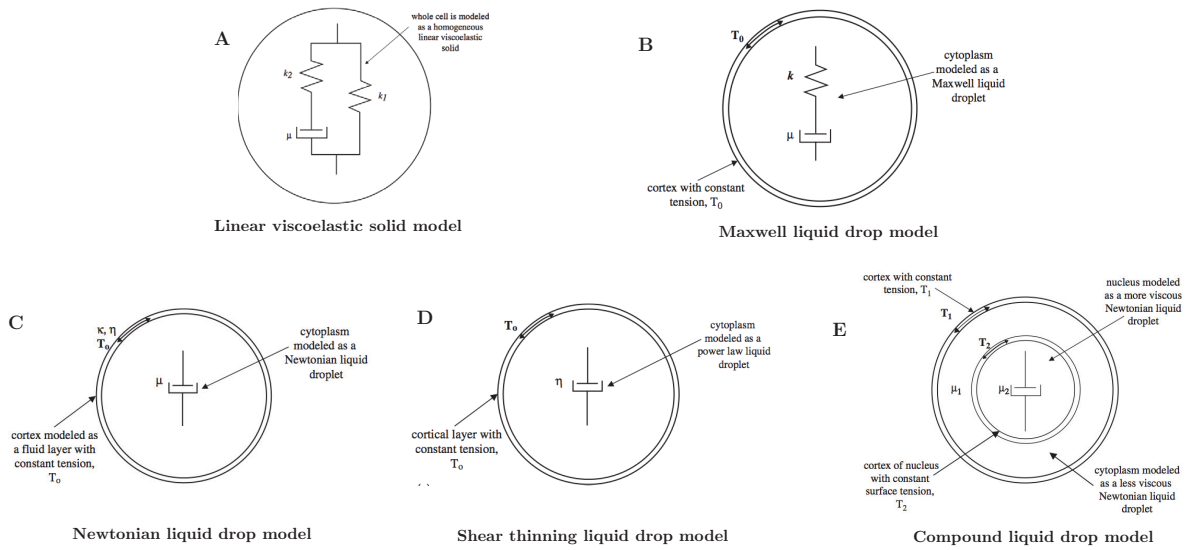 A
whole cell is modeled
as a homogeneous
linear viscoelastic
solid
k2
k1
μ
Linear viscoelastic solid model
B
T0
k
μ
cytoplasm
modeled as a
Maxwell liquid
droplet
cortex with constant
tension, T0
Maxwell liquid drop model
C
κ, η
To
μ
cytoplasm
modeled as a
Newtonian liquid
droplet
cortex modeled as
a fluid layer with
constant tension,
To
Newtonian liquid drop model
D
To
η
cytoplasm
modeled as a
power law liquid
droplet
cortical layer with
constant tension,
To
Shear thinning liquid drop model
E
cortex with constant
tension, T1
T1
T2
μ1
μ2
nucleus modeled
as a more viscous
Newtonian liquid
droplet
cortex of nucleus
with constant
surface tension,
T2
cytoplasm modeled
as a less viscous
Newtonian liquid
droplet
Compound liquid drop model